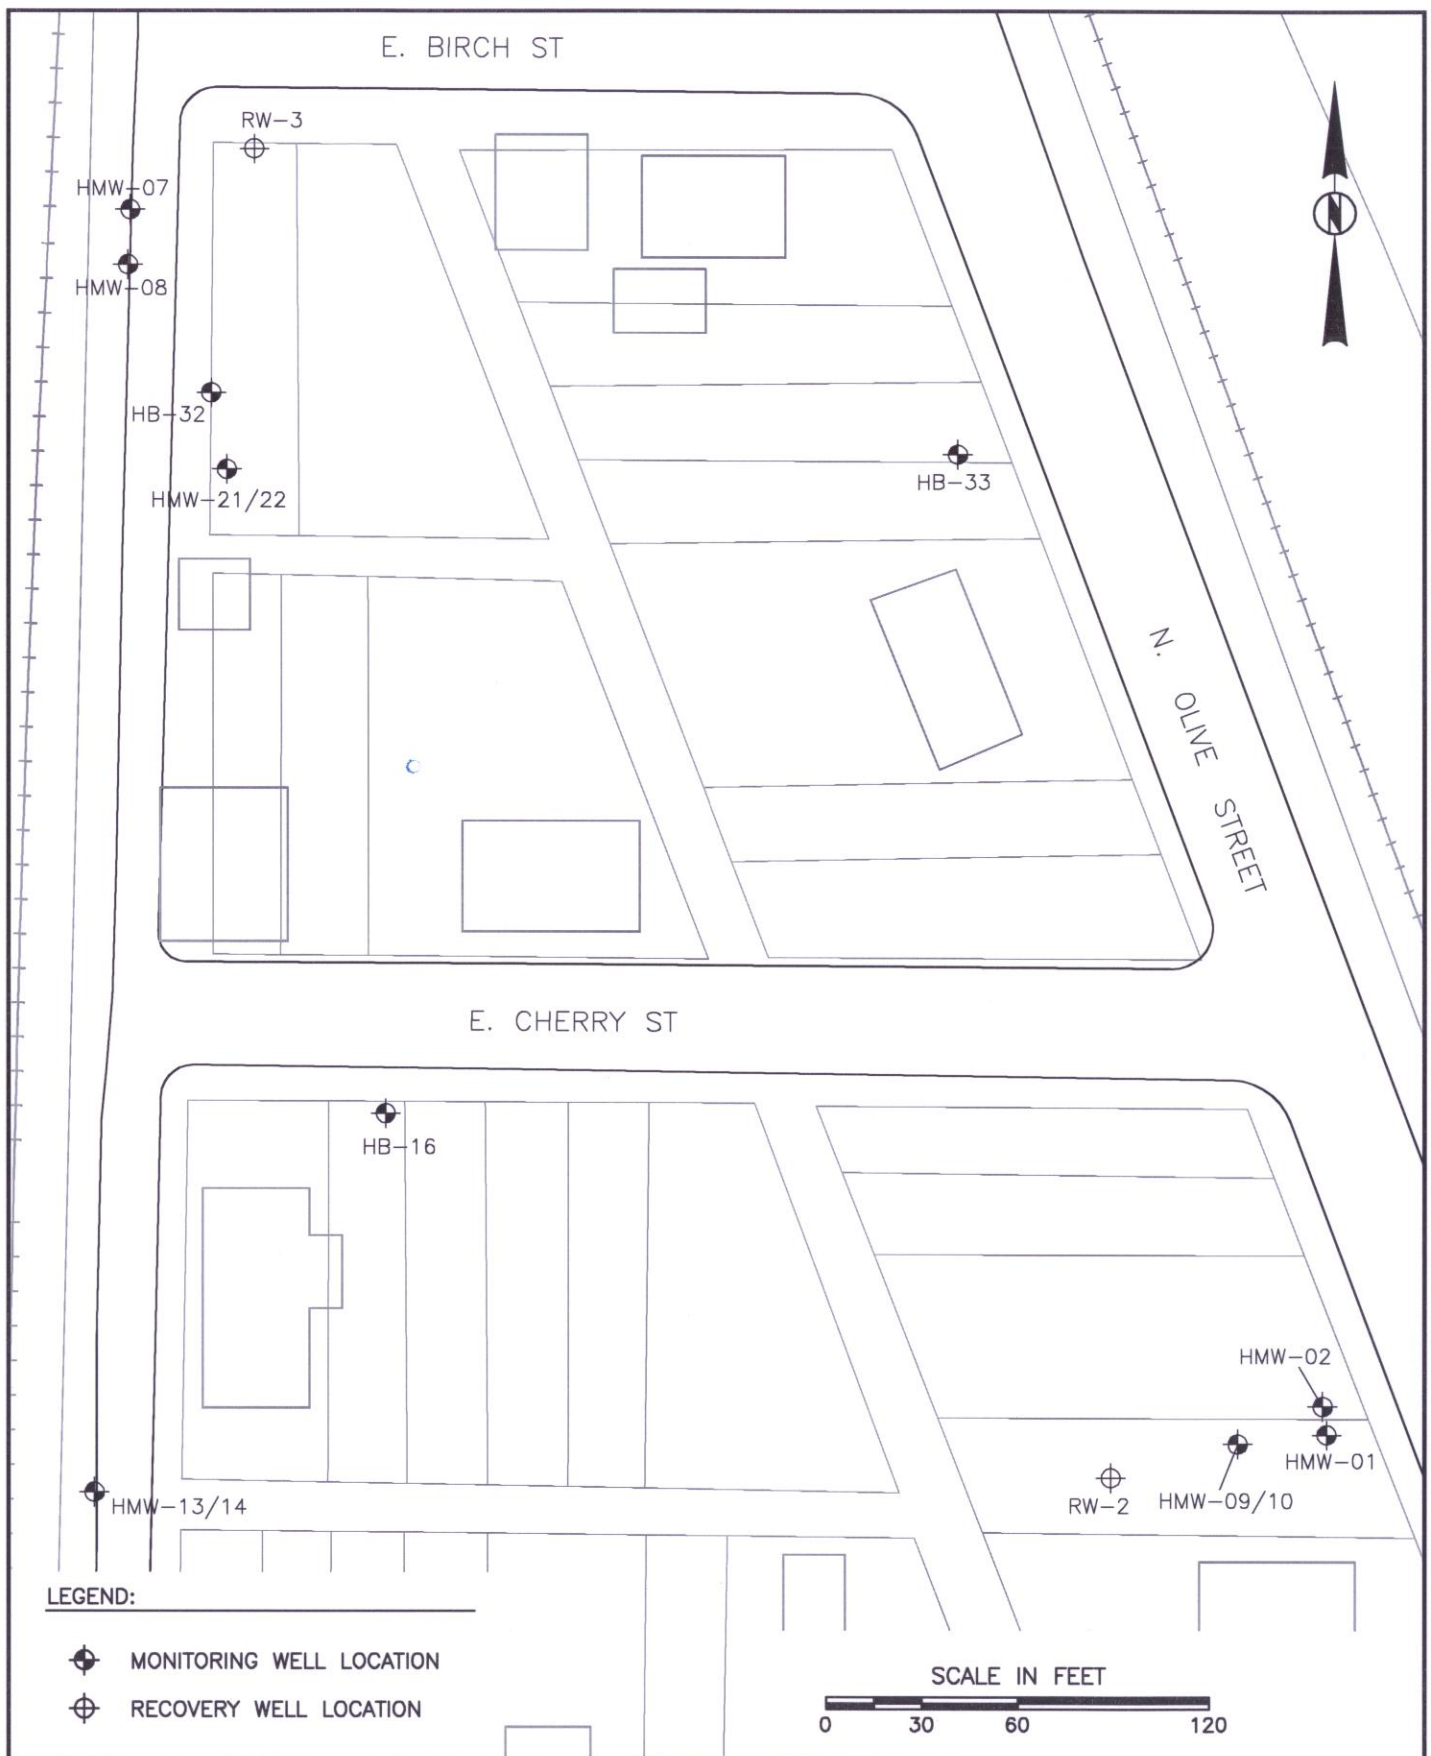 E. BIRCH ST
RW-3
HMW-07
HMW-08
HB-32
HMW-21/22
HB-33
N. OLIVE STREET
E. CHERRY ST
HB-16
HMW-02
HMW-01
HMW-09/10
RW-2
HMW-13/14
N
LEGEND:
MONITORING WELL LOCATION
RECOVERY WELL LOCATION
SCALE IN FEET
0 30 60 120